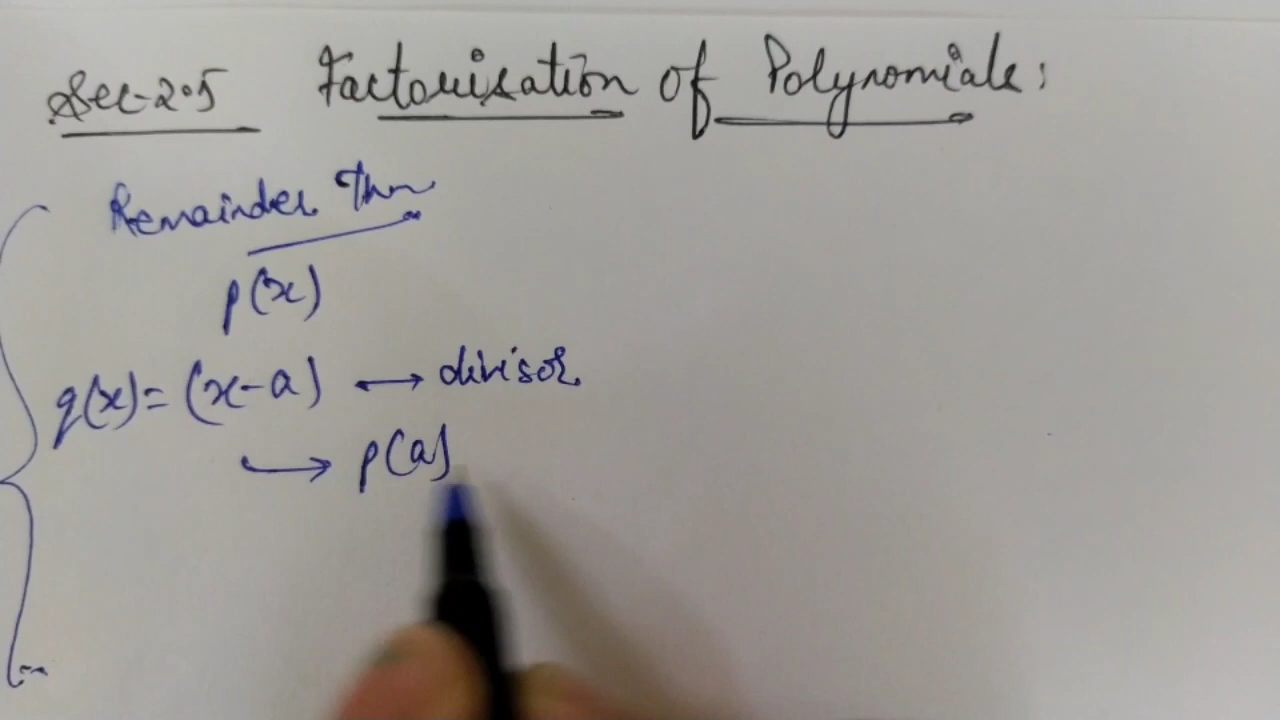 Sec-2.5 Factorisation of Polynomials:
Remainder Thm
p(x)
q(x) = (x-a) ⟷ divisor
↪ p(a)